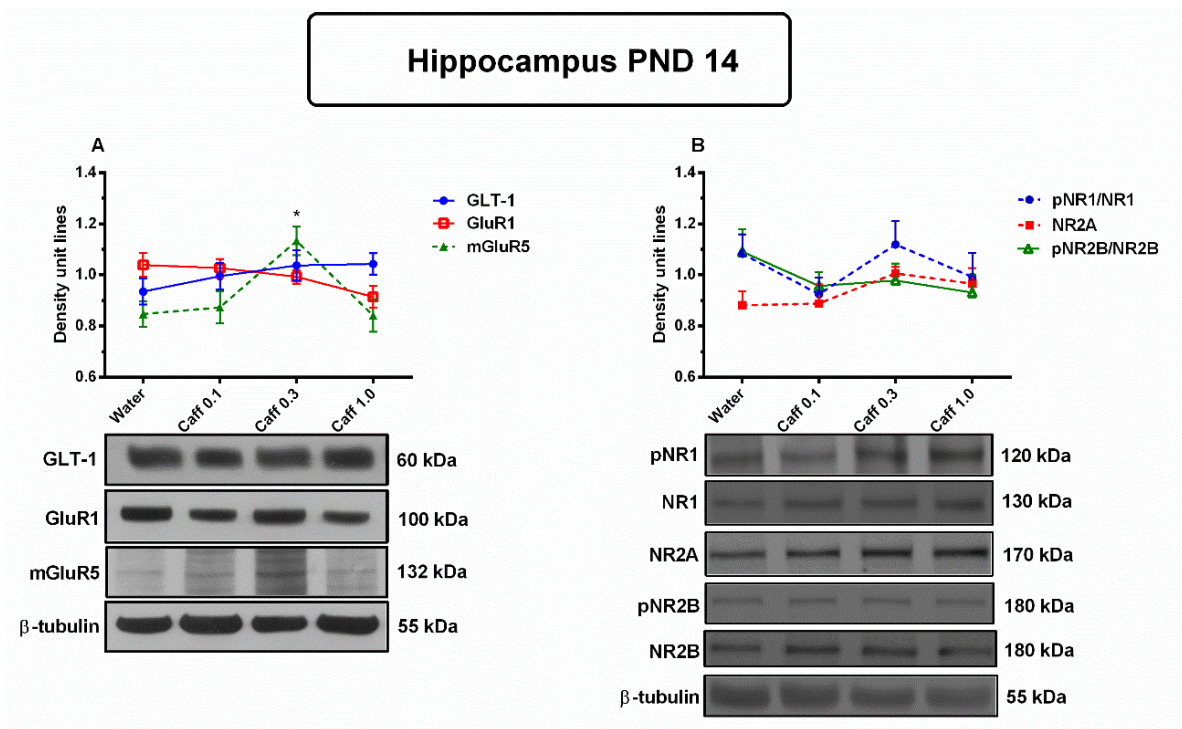 Hippocampus PND 14
A
1.4
1.2
1.0
0.8
0.6
Density unit lines
*
GLT-1
GluR1
mGluR5
Water
Caff 0.1
Caff 0.3
Caff 1.0
GLT-1 60 kDa
GluR1 100 kDa
mGluR5 132 kDa
β-tubulin 55 kDa
B
1.4
1.2
1.0
0.8
0.6
Density unit lines
pNR1/NR1
NR2A
pNR2B/NR2B
Water
Caff 0.1
Caff 0.3
Caff 1.0
pNR1 120 kDa
NR1 130 kDa
NR2A 170 kDa
pNR2B 180 kDa
NR2B 180 kDa
β-tubulin 55 kDa